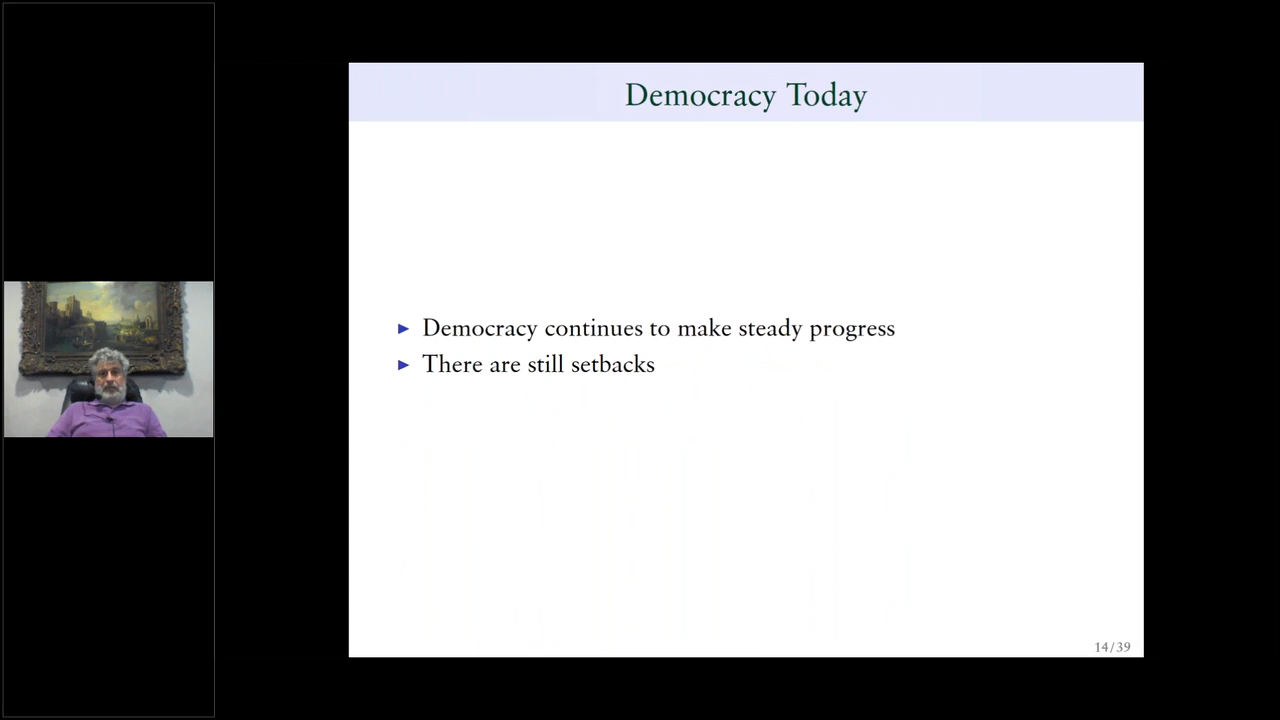 Democracy Today
► Democracy continues to make steady progress
► There are still setbacks
14/39